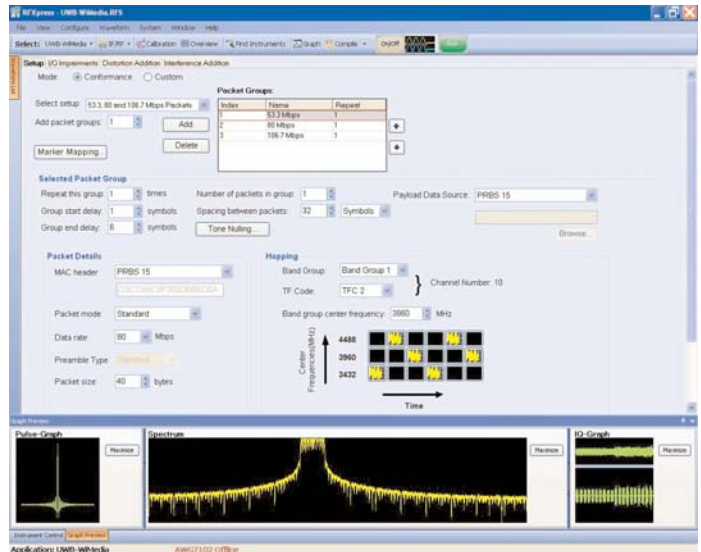 RFXpress - UWB-WiMedia.RFS
File View Configure Waveform System Window Help
Select: UWB-WiMedia IF/RF Calibration Overview Find Instruments Graph Compile On/Off
Setup I/Q Impairments Distortion Addition Interference Addition
Mode Conformance Custom
Packet Groups:
Select setup: 53.3, 80 and 106.7 Mbps Packets
Index Name Repeat
1 53.3 Mbps 1
2 80 Mbps 1
3 106.7 Mbps 1
Add packet groups: 1 Add
Marker Mapping... Delete
Selected Packet Group
Repeat this group: 1 times Number of packets in group: 1 Payload Data Source: PRBS 15
Group start delay: 1 symbols Spacing between packets: 32 Symbols
Group end delay: 6 symbols Tone Nulling... Browse...
Packet Details Hopping
MAC header PRBS 15 Band Group: Band Group 1
TF Code: TFC 2 Channel Number: 10
Packet mode: Standard Band group center frequency: 3960 MHz
Data rate: 80 Mbps
Preamble Type Standard
Packet size: 40 bytes
Center Frequencies(MHz)
4488
3960
3432
Time
Graph Preview
Pulse-Graph Maximize Spectrum Maximize IQ-Graph Maximize
Instrument Control Graph Preview
Application: UWB-WiMedia AWG7102 Offline